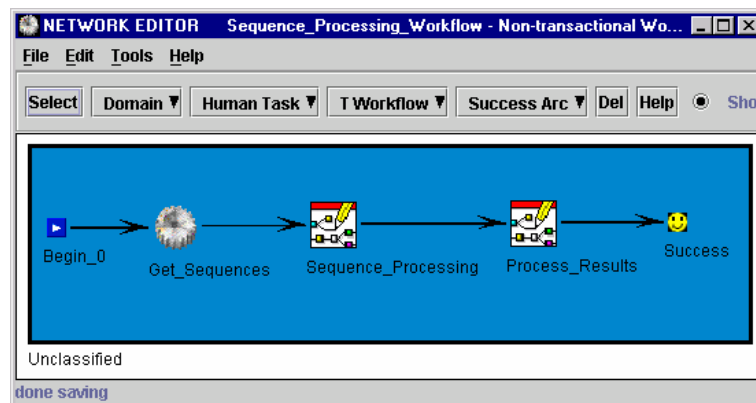 NETWORK EDITOR Sequence_Processing_Workflow - Non-transactional Wo...
File Edit Tools Help
Select Domain Human Task T Workflow Success Arc Del Help Sho
Begin_0 Get_Sequences Sequence_Processing Process_Results Success
Unclassified
done saving